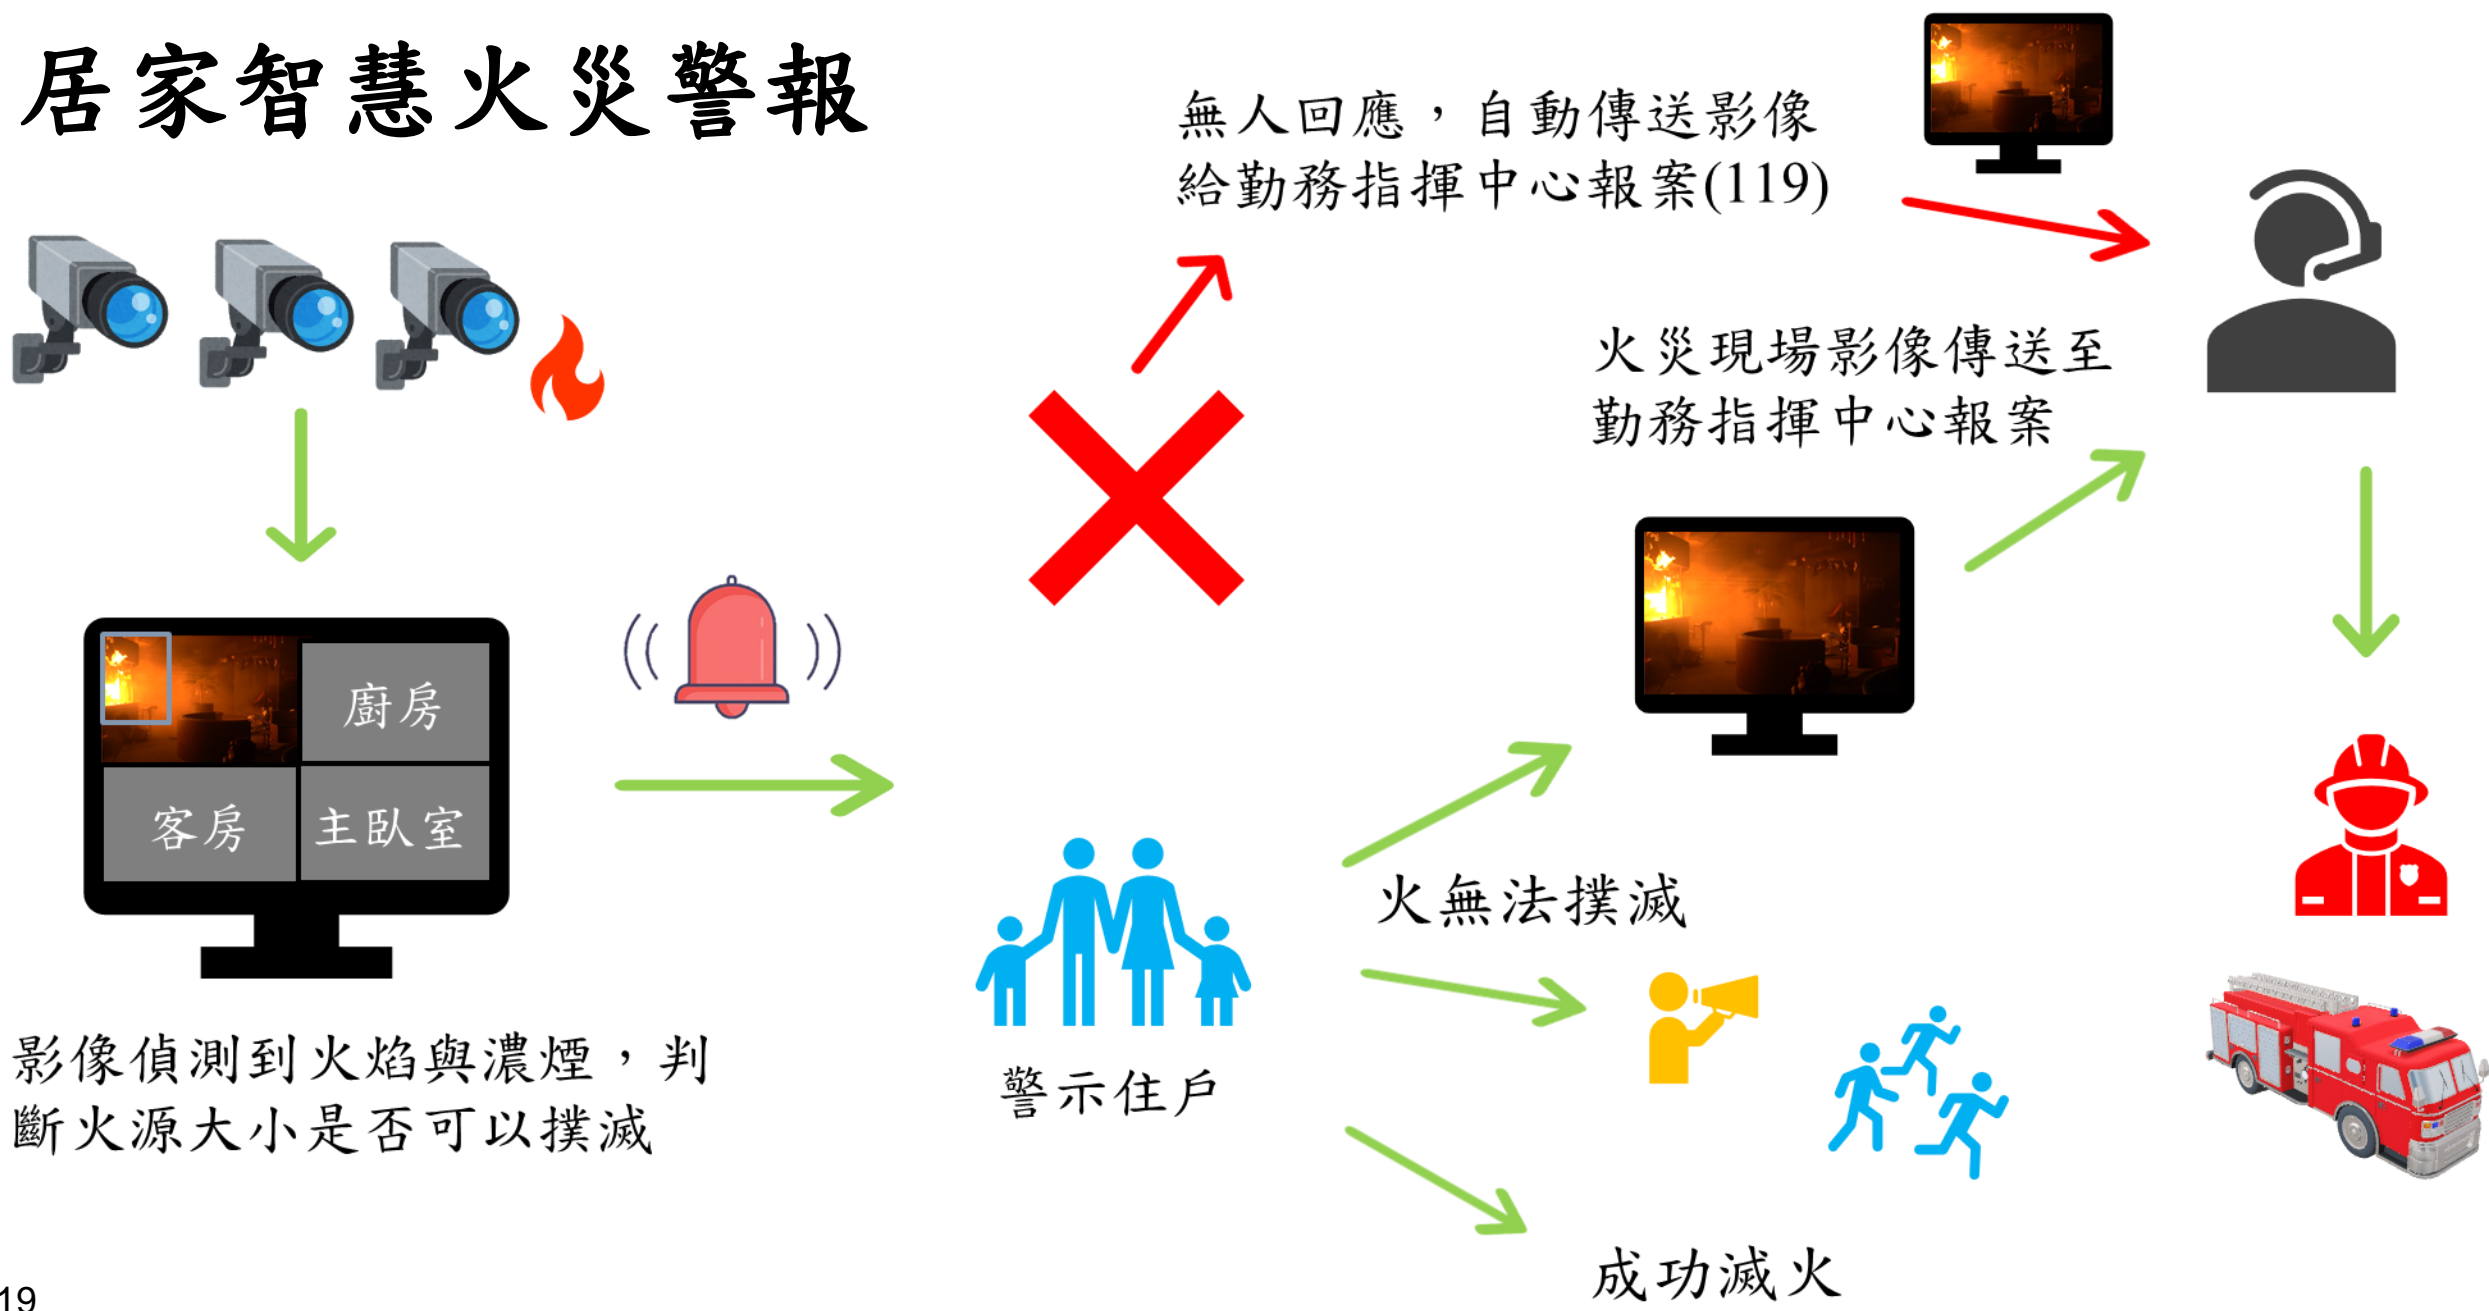 居家智慧火災警報
無人回應，自動傳送影像
給勤務指揮中心報案(119)
火災現場影像傳送至
勤務指揮中心報案
廚房
客房
主臥室
火無法撲滅
影像偵測到火焰與濃煙，判
斷火源大小是否可以撲滅
警示住戶
成功滅火
19